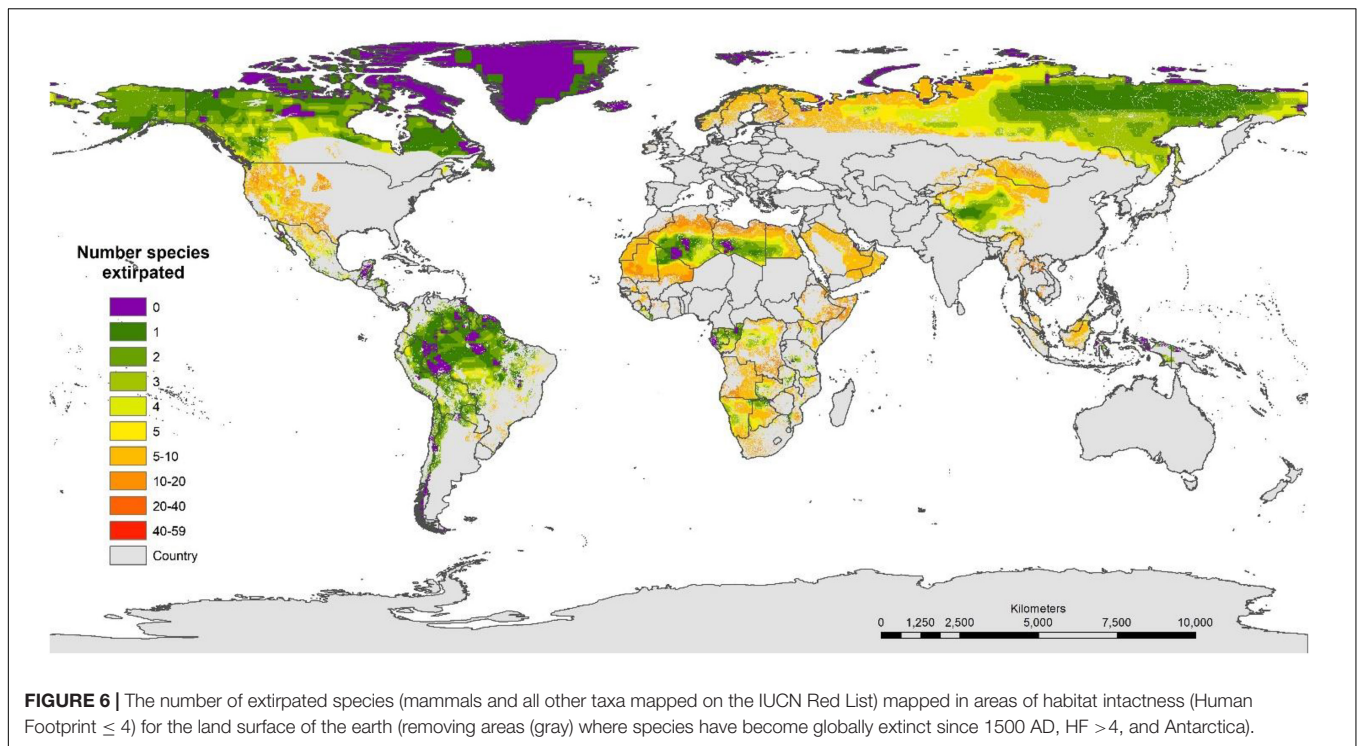 Number species
extirpated
0
1
2
3
4
5
5-10
10-20
20-40
40-59
Country
Kilometers
0 1,250 2,500 5,000 7,500 10,000
FIGURE 6 | The number of extirpated species (mammals and all other taxa mapped on the IUCN Red List) mapped in areas of habitat intactness (Human
Footprint ≤ 4) for the land surface of the earth (removing areas (gray) where species have become globally extinct since 1500 AD, HF >4, and Antarctica).